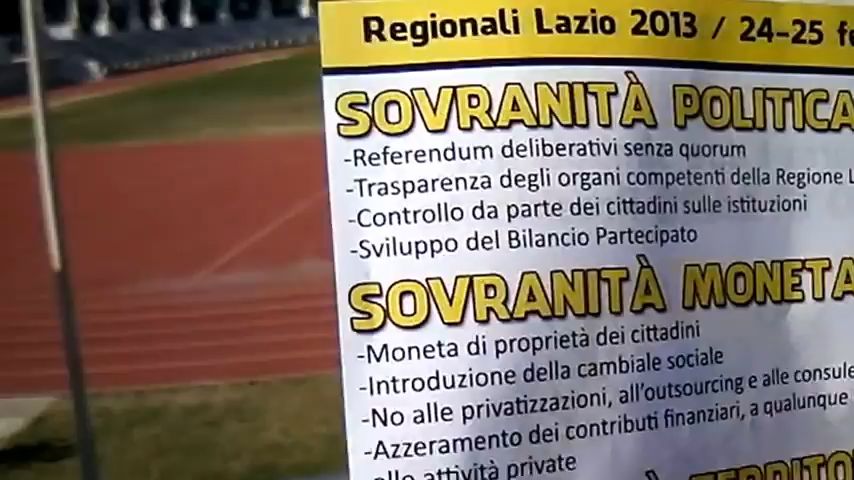 Regionali Lazio 2013 / 24-25
SOVRANITÀ POLITICA
-Referendum deliberativi senza quorum
-Trasparenza degli organi competenti della Regione
-Controllo da parte dei cittadini sulle istituzioni
-Sviluppo del Bilancio Partecipato
SOVRANITÀ MONETA
-Moneta di proprietà dei cittadini
-Introduzione della cambiale sociale
-No alle privatizzazioni, all'outsourcing e alle consule
-Azzeramento dei contributi finanziari, a qualunque
attività private